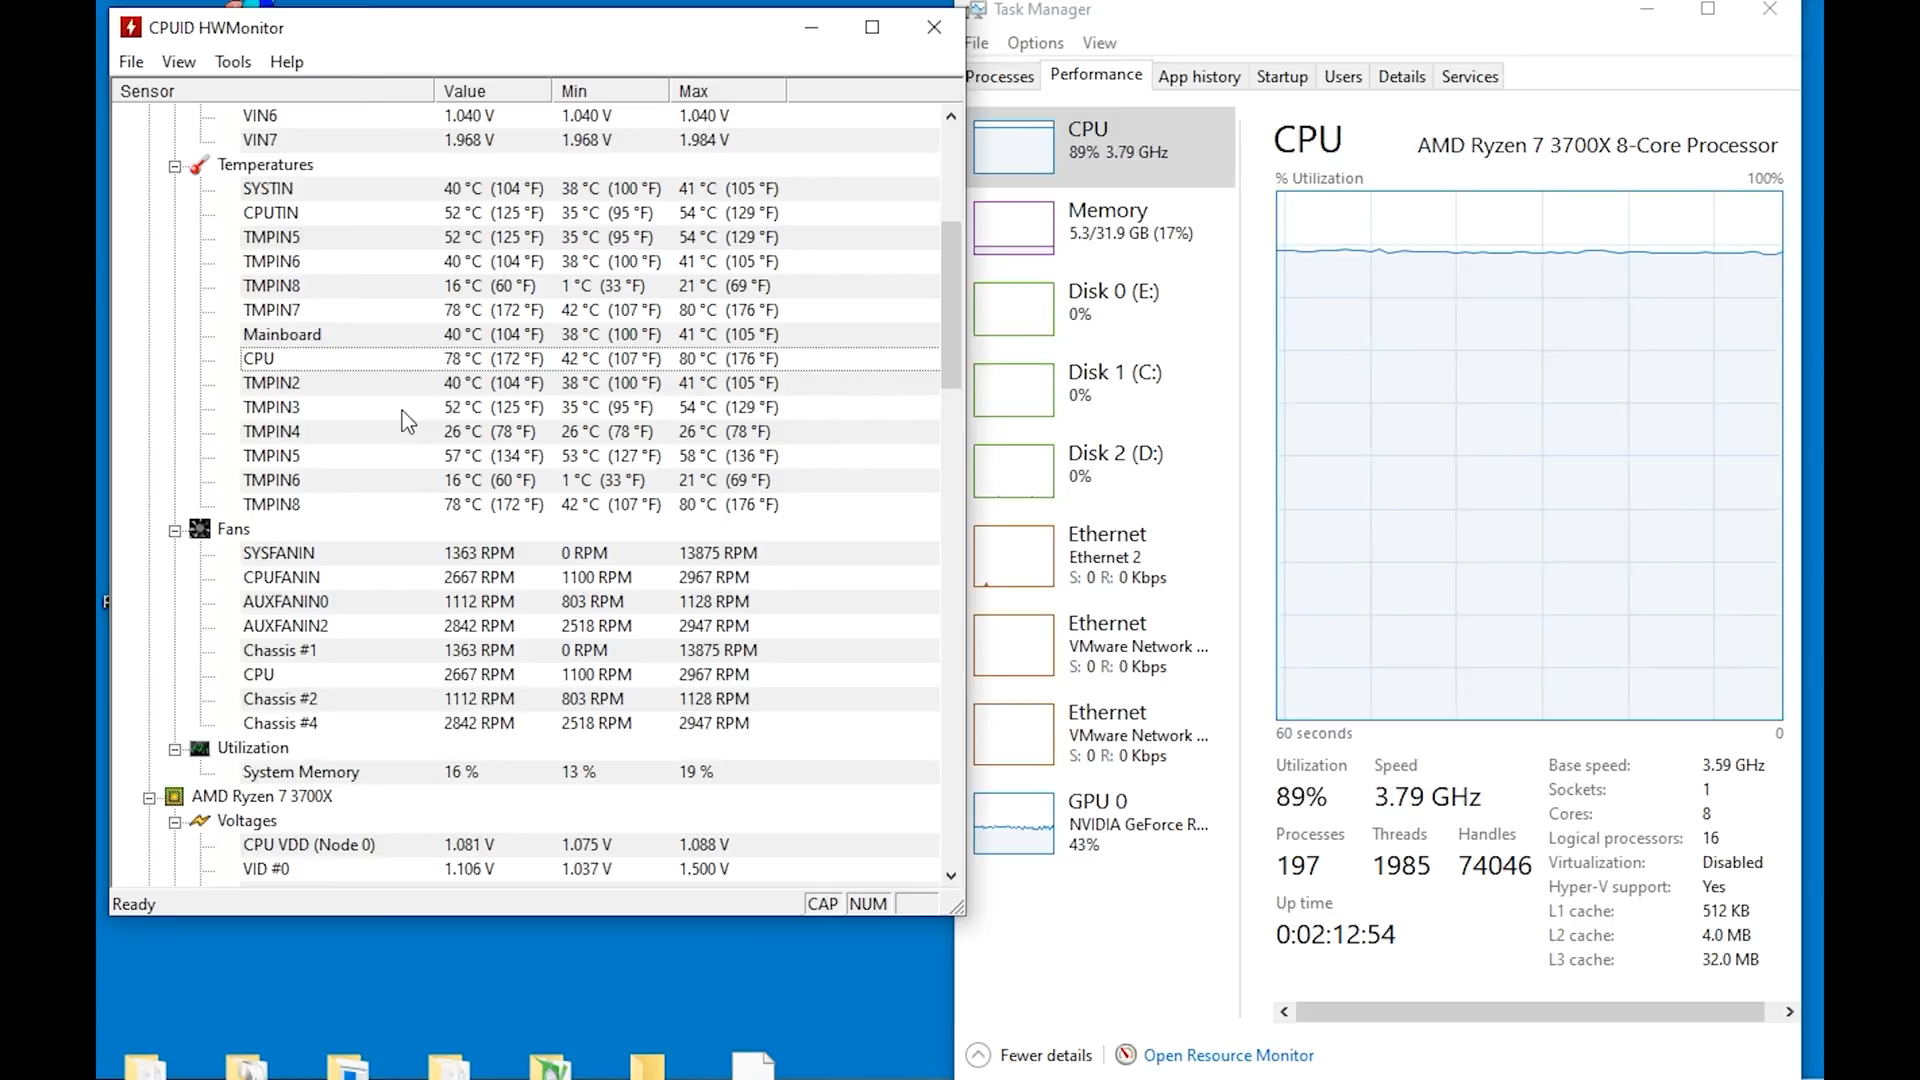 CPUID HWMonitor
File View Tools Help
Sensor Value Min Max
VIN6 1.040 V 1.040 V 1.040 V
VIN7 1.968 V 1.968 V 1.984 V
Temperatures
SYSTIN 40 °C (104 °F) 38 °C (100 °F) 41 °C (105 °F)
CPUTIN 52 °C (125 °F) 35 °C (95 °F) 54 °C (129 °F)
TMPIN5 52 °C (125 °F) 35 °C (95 °F) 54 °C (129 °F)
TMPIN6 40 °C (104 °F) 38 °C (100 °F) 41 °C (105 °F)
TMPIN8 16 °C (60 °F) 1 °C (33 °F) 21 °C (69 °F)
TMPIN7 78 °C (172 °F) 42 °C (107 °F) 80 °C (176 °F)
Mainboard 40 °C (104 °F) 38 °C (100 °F) 41 °C (105 °F)
CPU 78 °C (172 °F) 42 °C (107 °F) 80 °C (176 °F)
TMPIN2 40 °C (104 °F) 38 °C (100 °F) 41 °C (105 °F)
TMPIN3 52 °C (125 °F) 35 °C (95 °F) 54 °C (129 °F)
TMPIN4 26 °C (78 °F) 26 °C (78 °F) 26 °C (78 °F)
TMPIN5 57 °C (134 °F) 53 °C (127 °F) 58 °C (136 °F)
TMPIN6 16 °C (60 °F) 1 °C (33 °F) 21 °C (69 °F)
TMPIN8 78 °C (172 °F) 42 °C (107 °F) 80 °C (176 °F)
Fans
SYSFANIN 1363 RPM 0 RPM 13875 RPM
CPUFANIN 2667 RPM 1100 RPM 2967 RPM
AUXFANIN0 1112 RPM 803 RPM 1128 RPM
AUXFANIN2 2842 RPM 2518 RPM 2947 RPM
Chassis #1 1363 RPM 0 RPM 13875 RPM
CPU 2667 RPM 1100 RPM 2967 RPM
Chassis #2 1112 RPM 803 RPM 1128 RPM
Chassis #4 2842 RPM 2518 RPM 2947 RPM
Utilization
System Memory 16 % 13 % 19 %
AMD Ryzen 7 3700X
Voltages
CPU VDD (Node 0) 1.081 V 1.075 V 1.088 V
VID #0 1.106 V 1.037 V 1.500 V
Ready CAP NUM
Task Manager
File Options View
Processes Performance App history Startup Users Details Services
CPU
89% 3.79 GHz
Memory
5.3/31.9 GB (17%)
Disk 0 (E:)
0%
Disk 1 (C:)
0%
Disk 2 (D:)
0%
Ethernet
Ethernet 2
S: 0 R: 0 Kbps
Ethernet
VMware Network ...
S: 0 R: 0 Kbps
Ethernet
VMware Network ...
S: 0 R: 0 Kbps
GPU 0
NVIDIA GeForce R...
43%
CPU AMD Ryzen 7 3700X 8-Core Processor
% Utilization 100%
60 seconds 0
Utilization Speed
89% 3.79 GHz
Processes Threads Handles
197 1985 74046
Up time
0:02:12:54
Base speed: 3.59 GHz
Sockets: 1
Cores: 8
Logical processors: 16
Virtualization: Disabled
Hyper-V support: Yes
L1 cache: 512 KB
L2 cache: 4.0 MB
L3 cache: 32.0 MB
Fewer details Open Resource Monitor